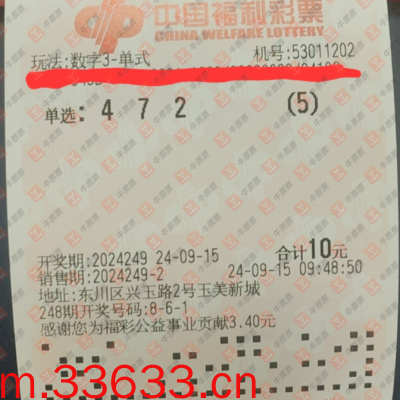 中国福利彩票
CHINA WELFARE LOTTERY
玩法:数字3-单式 机号:53011202
单选: 4 7 2 (5)
开奖期:2024249 24-09-15 合计10元
销售期:2024249-2 24-09-15 09:48:50
地址:东川区兴玉路2号玉美新城
248期开奖号码:8-6-1
感谢您为福彩公益事业贡献3.40元
m.33633.cn